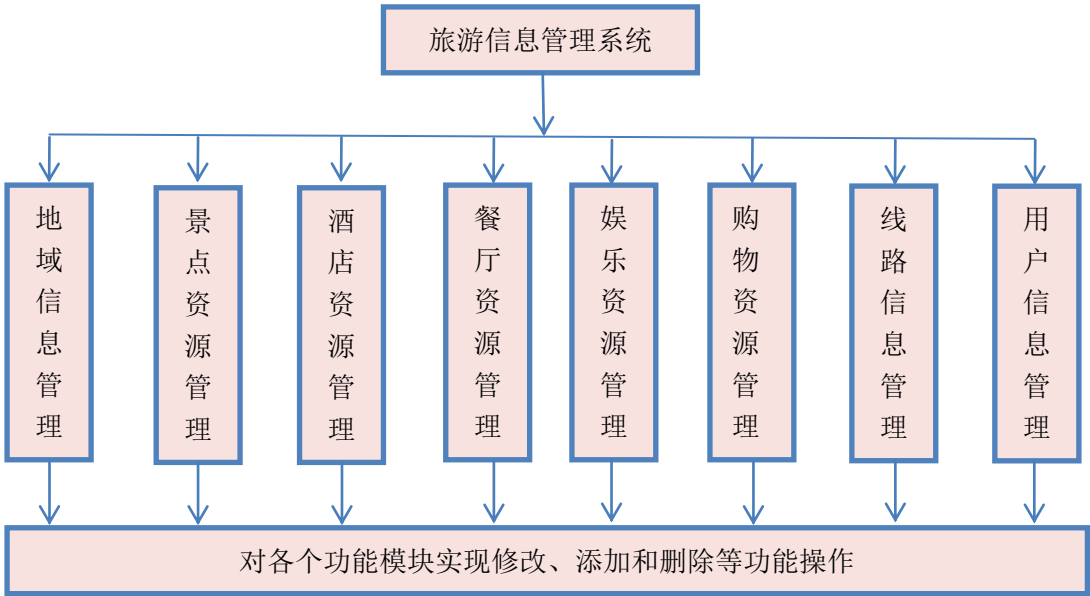 旅游信息管理系统
地域信息管理
景点资源管理
酒店资源管理
餐厅资源管理
娱乐资源管理
购物资源管理
线路信息管理
用户信息管理
对各个功能模块实现修改、添加和删除等功能操作